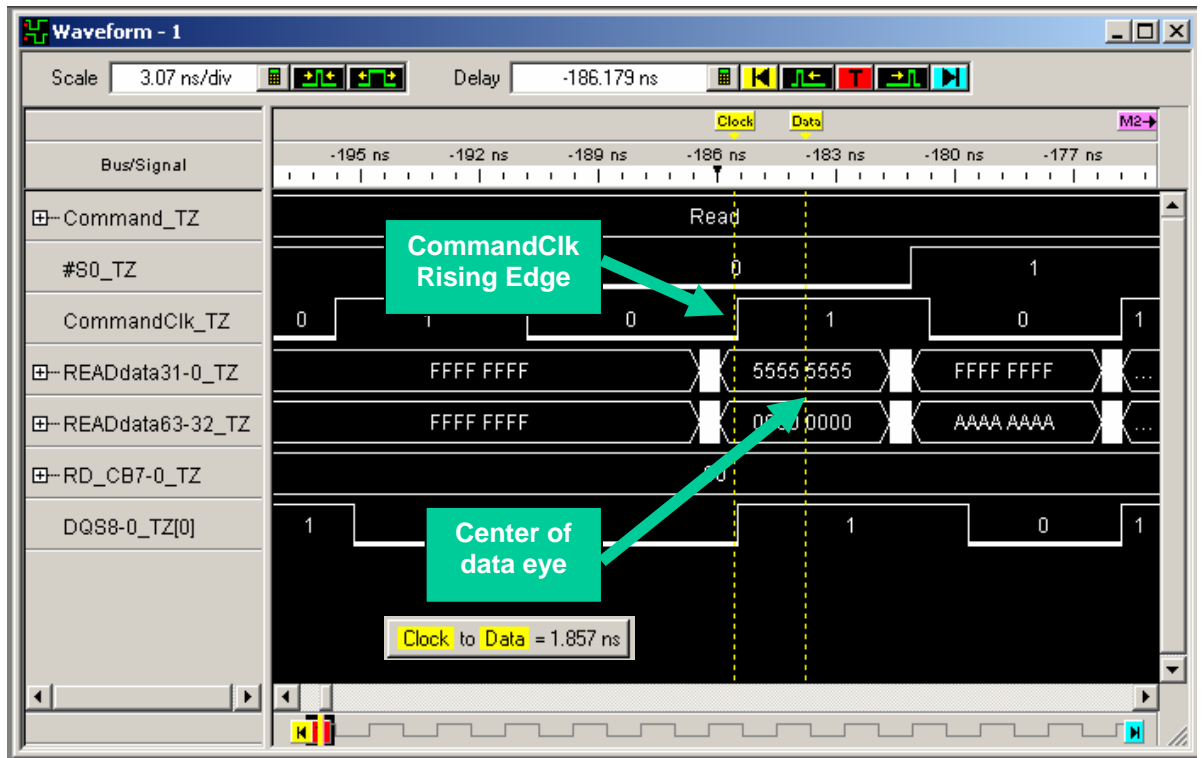 Waveform - 1
Scale 3.07 ns/div Delay -186.179 ns T
Clock Data M2
Bus/Signal -195 ns -192 ns -189 ns -186 ns -183 ns -180 ns -177 ns
Command_TZ Read
#S0_TZ 0 1
CommandClk
Rising Edge
CommandClk_TZ 0 1 0 1 0 1
READdata31-0_TZ FFFF FFFF 5555 5555 FFFF FFFF ...
READdata63-32_TZ FFFF FFFF 0000 0000 AAAA AAAA ...
RD_CB7-0_TZ
DQS8-0_TZ[0] 1 1 0 1
Center of
data eye
Clock to Data = 1.857 ns